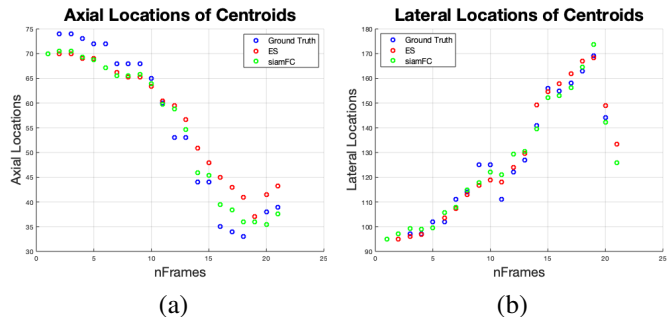 Axial Locations of Centroids
Ground Truth
ES
siamFC
80
75
70
65
60
55
50
45
40
35
30
0
5
10
15
20
25
Axial Locations
nFrames
(a)
Lateral Locations of Centroids
Ground Truth
ES
siamFC
180
170
160
150
140
130
120
110
100
90
0
5
10
15
20
25
Lateral Locations
nFrames
(b)